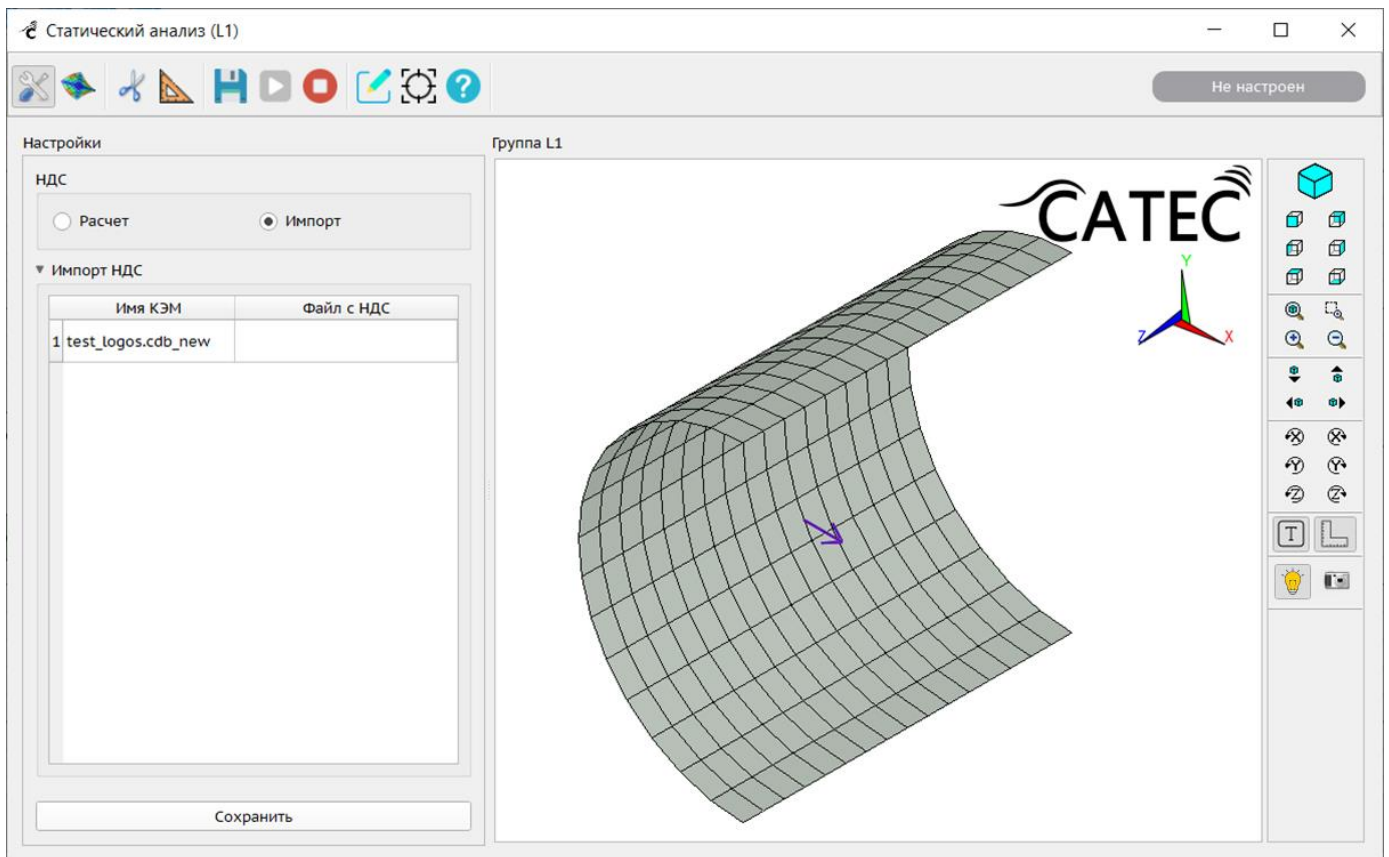 Статический анализ (L1)
Не настроен
Настройки
НДС
Расчет
Импорт
Импорт НДС
Имя КЭМ
Файл с НДС
1 test_logos.cdb_new
Сохранить
Группа L1
CATEC
Y
Z
X
X X
Y Y
Z Z
T